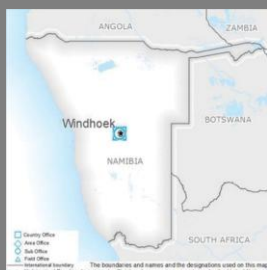 ANGOLA
ZAMBIA
Windhoek
BOTSWANA
NAMIBIA
SOUTH AFRICA
Country Office
Area Office
Sub Office
Field Office
International boundary
The boundaries and names and the designations used on this map